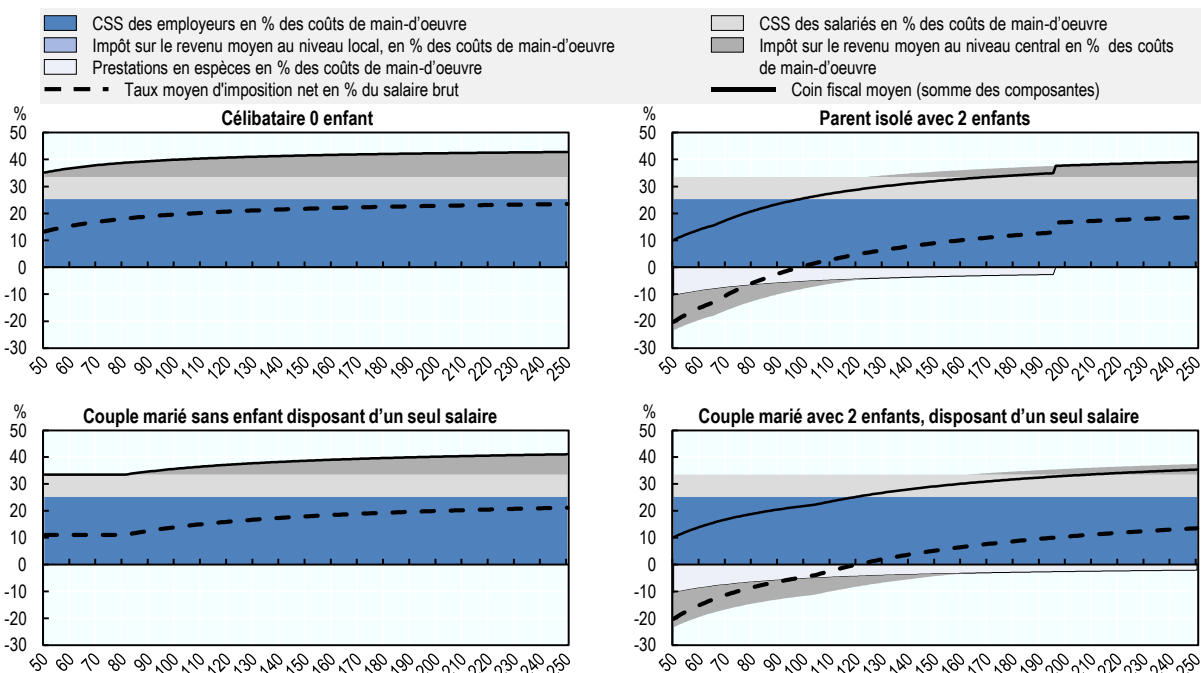 CSS des employeurs en % des coûts de main-d'oeuvre
CSS des salariés en % des coûts de main-d'oeuvre
Impôt sur le revenu moyen au niveau local, en % des coûts de main-d'oeuvre
Impôt sur le revenu moyen au niveau central en % des coûts
de main-d'oeuvre
Prestations en espèces en % des coûts de main-d'oeuvre
Taux moyen d'imposition net en % du salaire brut
Coin fiscal moyen (somme des composantes)
%
Célibataire 0 enfant
50
40
30
20
10
0
-10
-20
-30
50 60 70 80 90 100 110 120 130 140 150 160 170 180 190 200 210 220 230 240 250
%
Parent isolé avec 2 enfants
50
40
30
20
10
0
-10
-20
-30
50 60 70 80 90 100 110 120 130 140 150 160 170 180 190 200 210 220 230 240 250
%
Couple marié sans enfant disposant d'un seul salaire
50
40
30
20
10
0
-10
-20
-30
50 60 70 80 90 100 110 120 130 140 150 160 170 180 190 200 210 220 230 240 250
%
Couple marié avec 2 enfants, disposant d'un seul salaire
50
40
30
20
10
0
-10
-20
-30
50 60 70 80 90 100 110 120 130 140 150 160 170 180 190 200 210 220 230 240 250